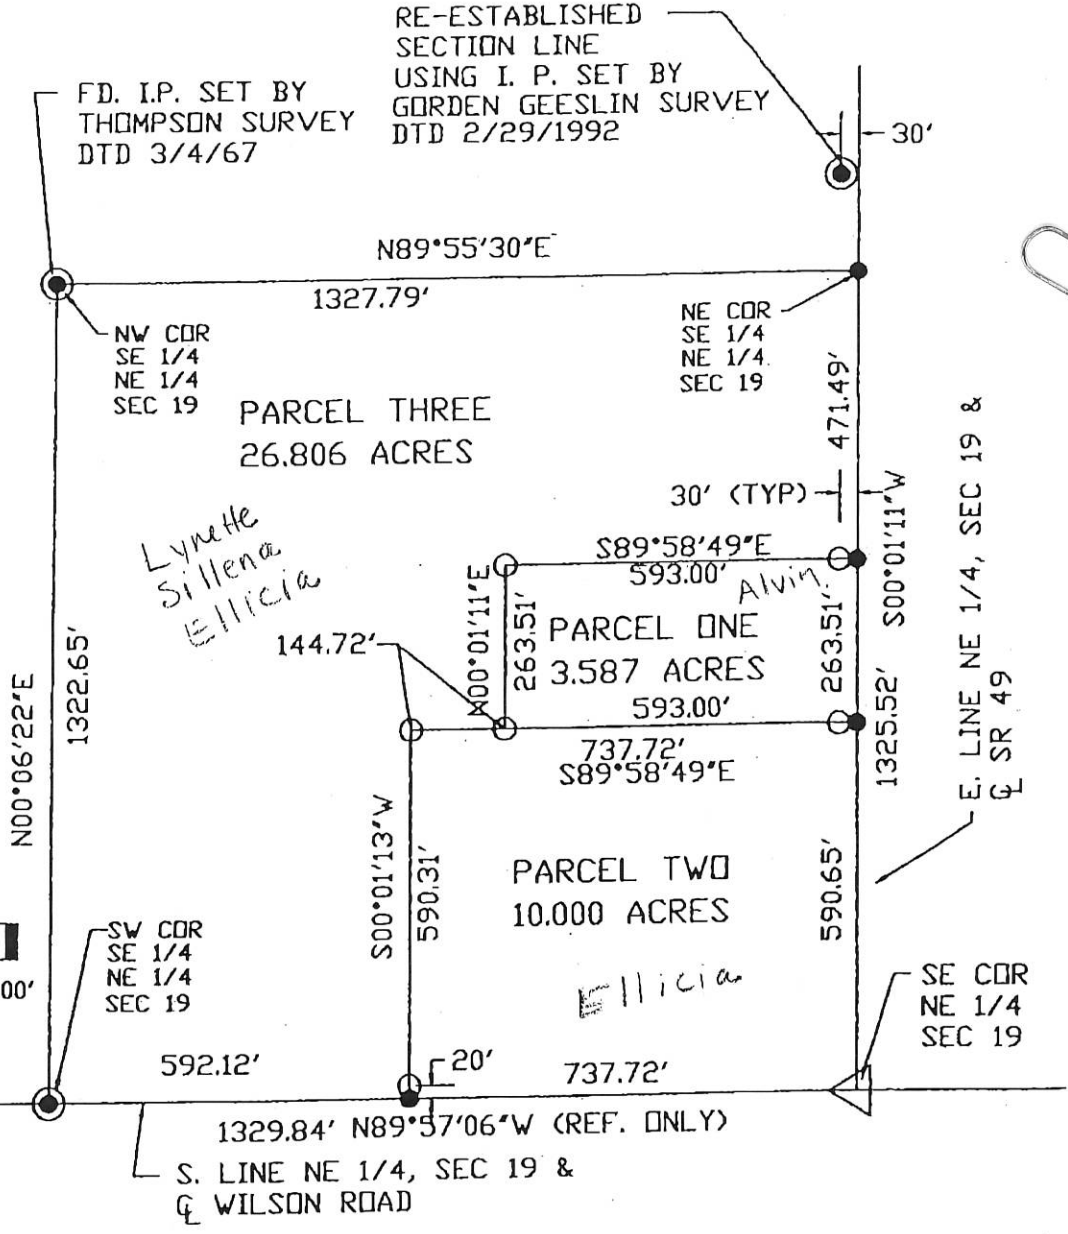 RE-ESTABLISHED
SECTION LINE
USING I. P. SET BY
GORDEN GEESLIN SURVEY
DTD 2/29/1992
FD. I.P. SET BY
THOMPSON SURVEY
DTD 3/4/67
30'
N89°55'30"E
1327.79'
NW COR
SE 1/4
NE 1/4
SEC 19
NE COR
SE 1/4
NE 1/4
SEC 19
PARCEL THREE
26.806 ACRES
471.49'
30' (TYP)
S00°01'11"W
E. LINE NE 1/4, SEC 19 &
℄ SR 49
Lynette
Sillena
Ellicia
S89°58'49"E
593.00'
Alvin
N00°01'11"E
263.51'
PARCEL ONE
3.587 ACRES
263.51'
144.72'
593.00'
737.72'
S89°58'49"E
1325.52'
N00°06'22"E
1322.65'
S00°01'13"W
590.31'
PARCEL TWO
10.000 ACRES
590.65'
Ellicia
SW COR
SE 1/4
NE 1/4
SEC 19
00'
SE COR
NE 1/4
SEC 19
592.12'
20'
737.72'
1329.84' N89°57'06"W (REF. ONLY)
S. LINE NE 1/4, SEC 19 &
℄ WILSON ROAD